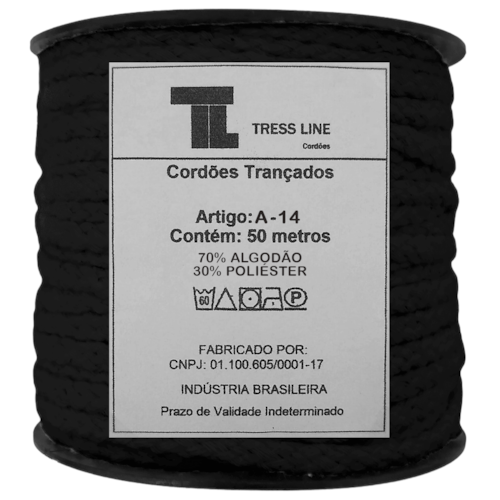 TL
TRESS LINE
Cordões
Cordões Trançados
Artigo: A-14
Contém: 50 metros
70% ALGODÃO
30% POLIÉSTER
60 P
FABRICADO POR:
CNPJ: 01.100.605/0001-17
INDÚSTRIA BRASILEIRA
Prazo de Validade Indeterminado